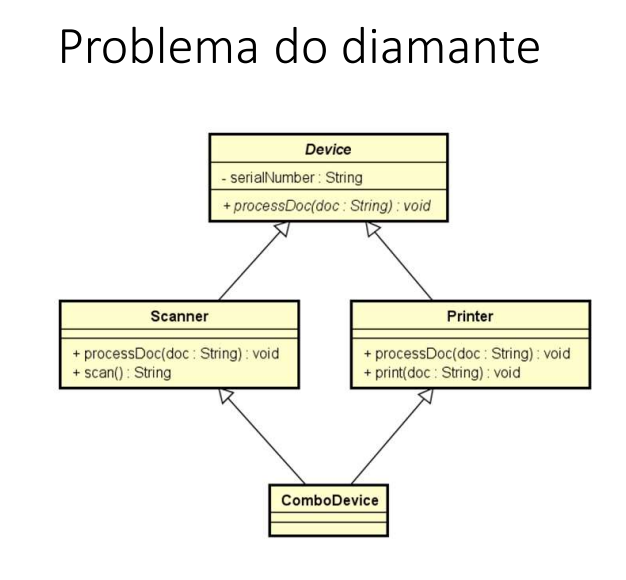 Problema do diamante
Device
- serialNumber : String
+ processDoc(doc : String) : void
Scanner
+ processDoc(doc : String) : void
+ scan() : String
Printer
+ processDoc(doc : String) : void
+ print(doc : String) : void
ComboDevice